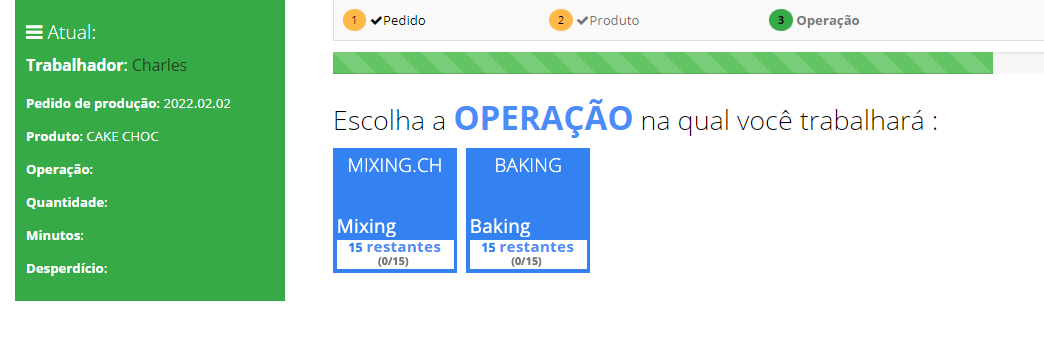 Atual:
Trabalhador: Charles
Pedido de produção: 2022.02.02
Produto: CAKE CHOC
Operação:
Quantidade:
Minutos:
Desperdício:
1 Pedido
2 Produto
3 Operação
Escolha a OPERAÇÃO na qual você trabalhará :
MIXING.CH
Mixing
15 restantes
(0/15)
BAKING
Baking
15 restantes
(0/15)